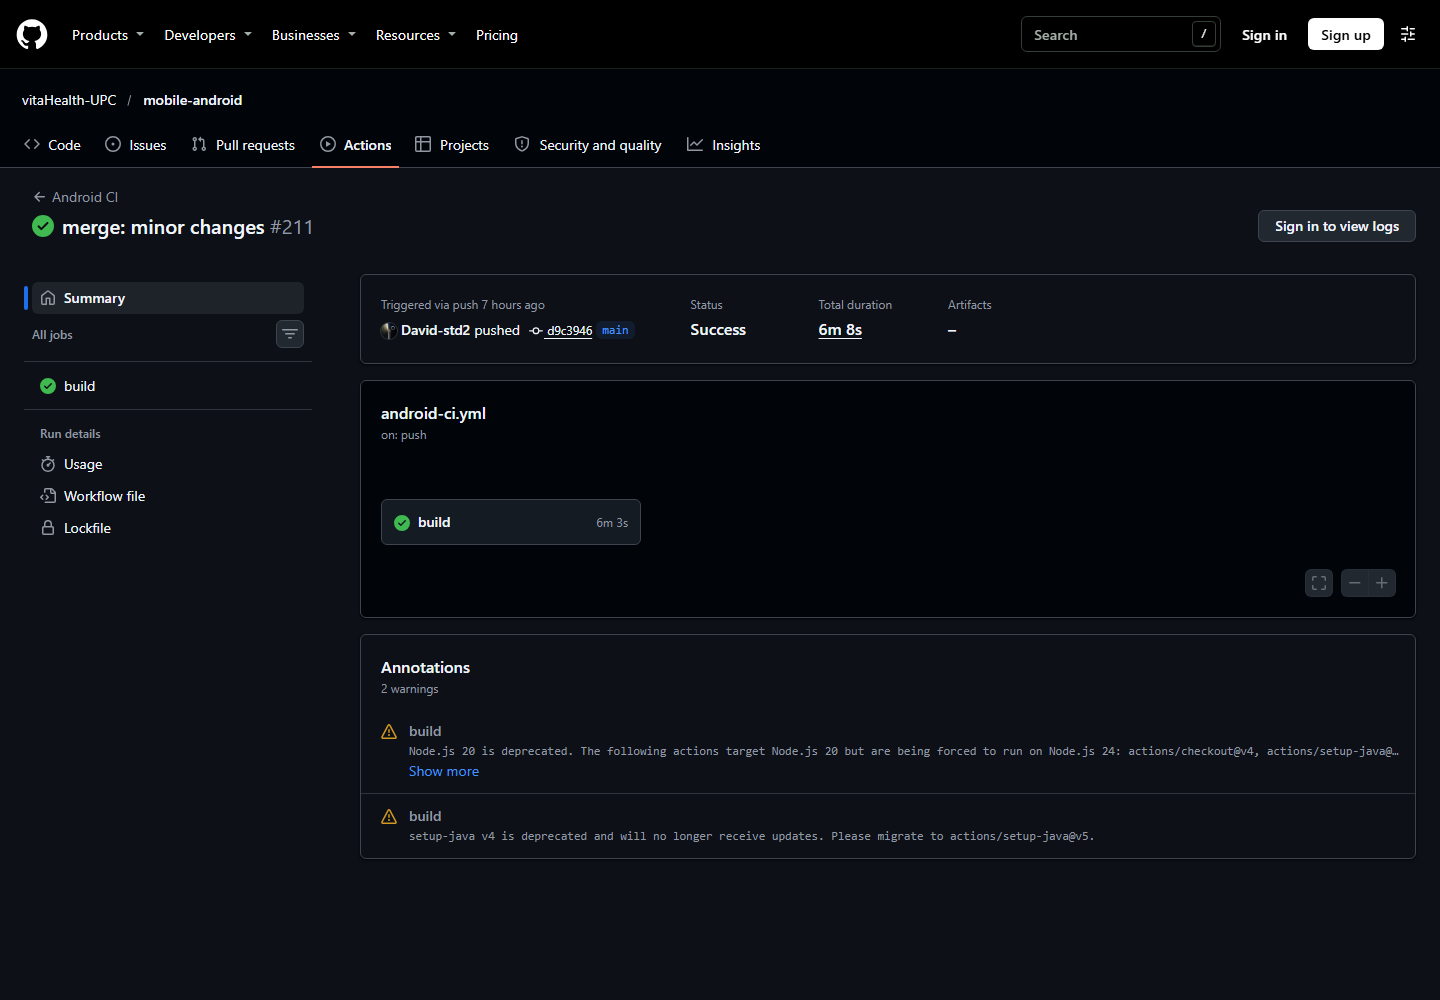 Products Developers Businesses Resources Pricing Search / Sign in Sign up
vitaHealth-UPC / mobile-android
Code Issues Pull requests Actions Projects Security and quality Insights
Android CI
merge: minor changes #211
Sign in to view logs
Summary
All jobs
build
Run details
Usage
Workflow file
Lockfile
Triggered via push 7 hours ago
David-std2 pushed d9c3946 main
Status
Success
Total duration
6m 8s
Artifacts
–
android-ci.yml
on: push
build 6m 3s
Annotations
2 warnings
build
Node.js 20 is deprecated. The following actions target Node.js 20 but are being forced to run on Node.js 24: actions/checkout@v4, actions/setup-java@…
Show more
build
setup-java v4 is deprecated and will no longer receive updates. Please migrate to actions/setup-java@v5.